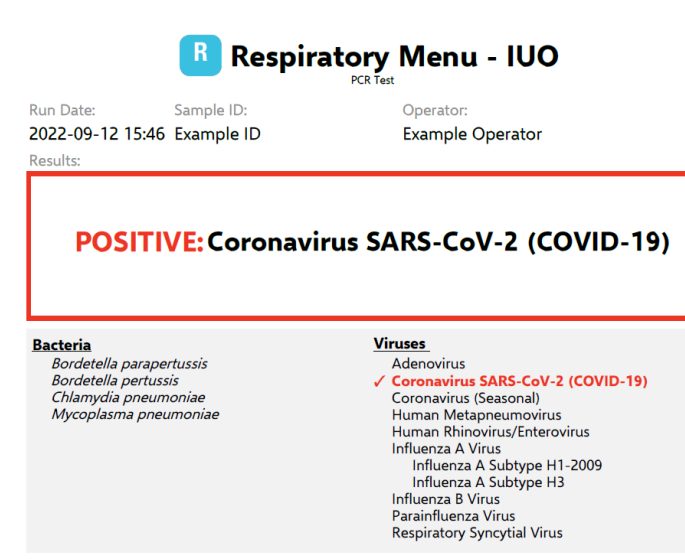 R Respiratory Menu - IUO
PCR Test
Run Date: Sample ID: Operator:
2022-09-12 15:46 Example ID Example Operator
Results:
POSITIVE: Coronavirus SARS-CoV-2 (COVID-19)
Bacteria
Bordetella parapertussis
Bordetella pertussis
Chlamydia pneumoniae
Mycoplasma pneumoniae
Viruses
Adenovirus
✓ Coronavirus SARS-CoV-2 (COVID-19)
Coronavirus (Seasonal)
Human Metapneumovirus
Human Rhinovirus/Enterovirus
Influenza A Virus
Influenza A Subtype H1-2009
Influenza A Subtype H3
Influenza B Virus
Parainfluenza Virus
Respiratory Syncytial Virus